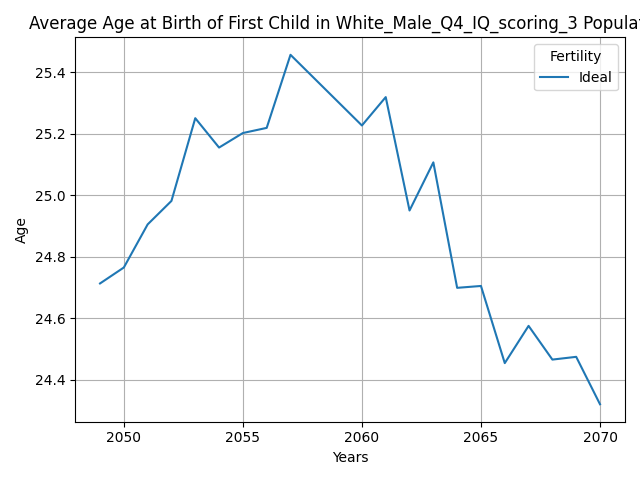 Average Age at Birth of First Child in White_Male_Q4_IQ_scoring_3
Fertility
Ideal
25.4
25.2
25.0
24.8
24.6
24.4
Age
2050 2055 2060 2065 2070
Years